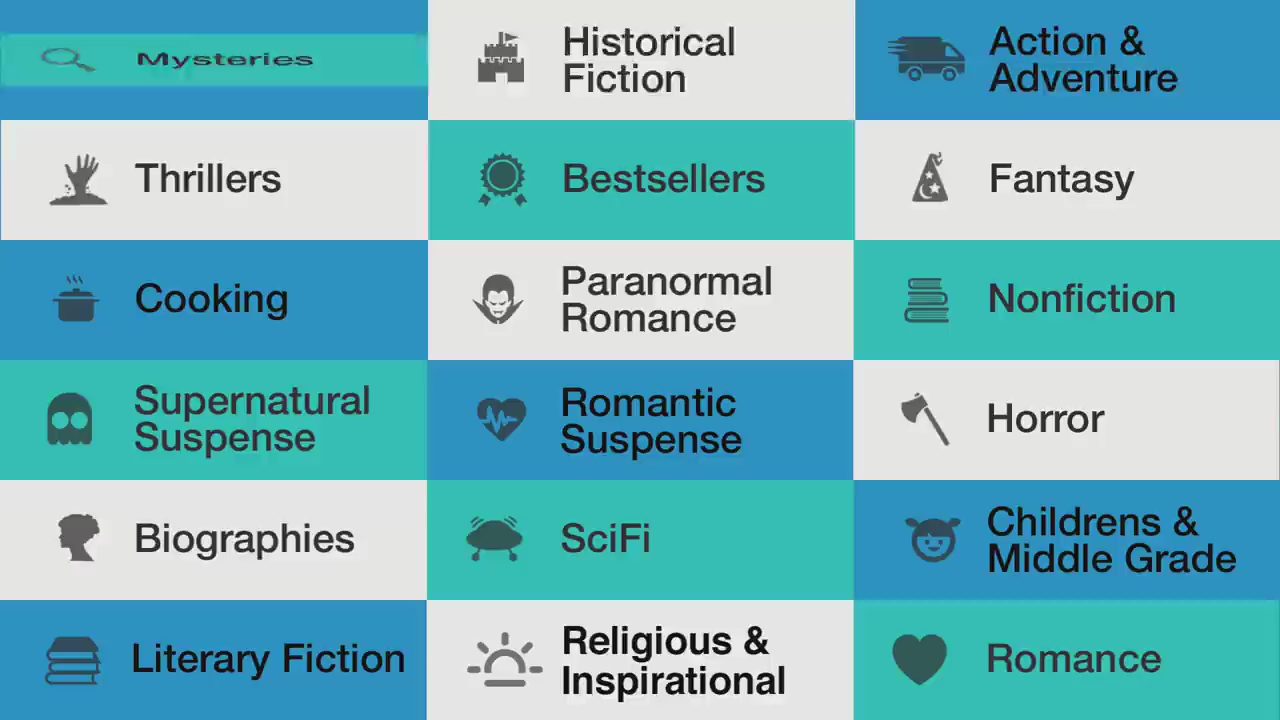 Mysteries
Historical
Fiction
Action &
Adventure
Thrillers
Bestsellers
Fantasy
Cooking
Paranormal
Romance
Nonfiction
Supernatural
Suspense
Romantic
Suspense
Horror
Biographies
SciFi
Childrens &
Middle Grade
Literary Fiction
Religious &
Inspirational
Romance